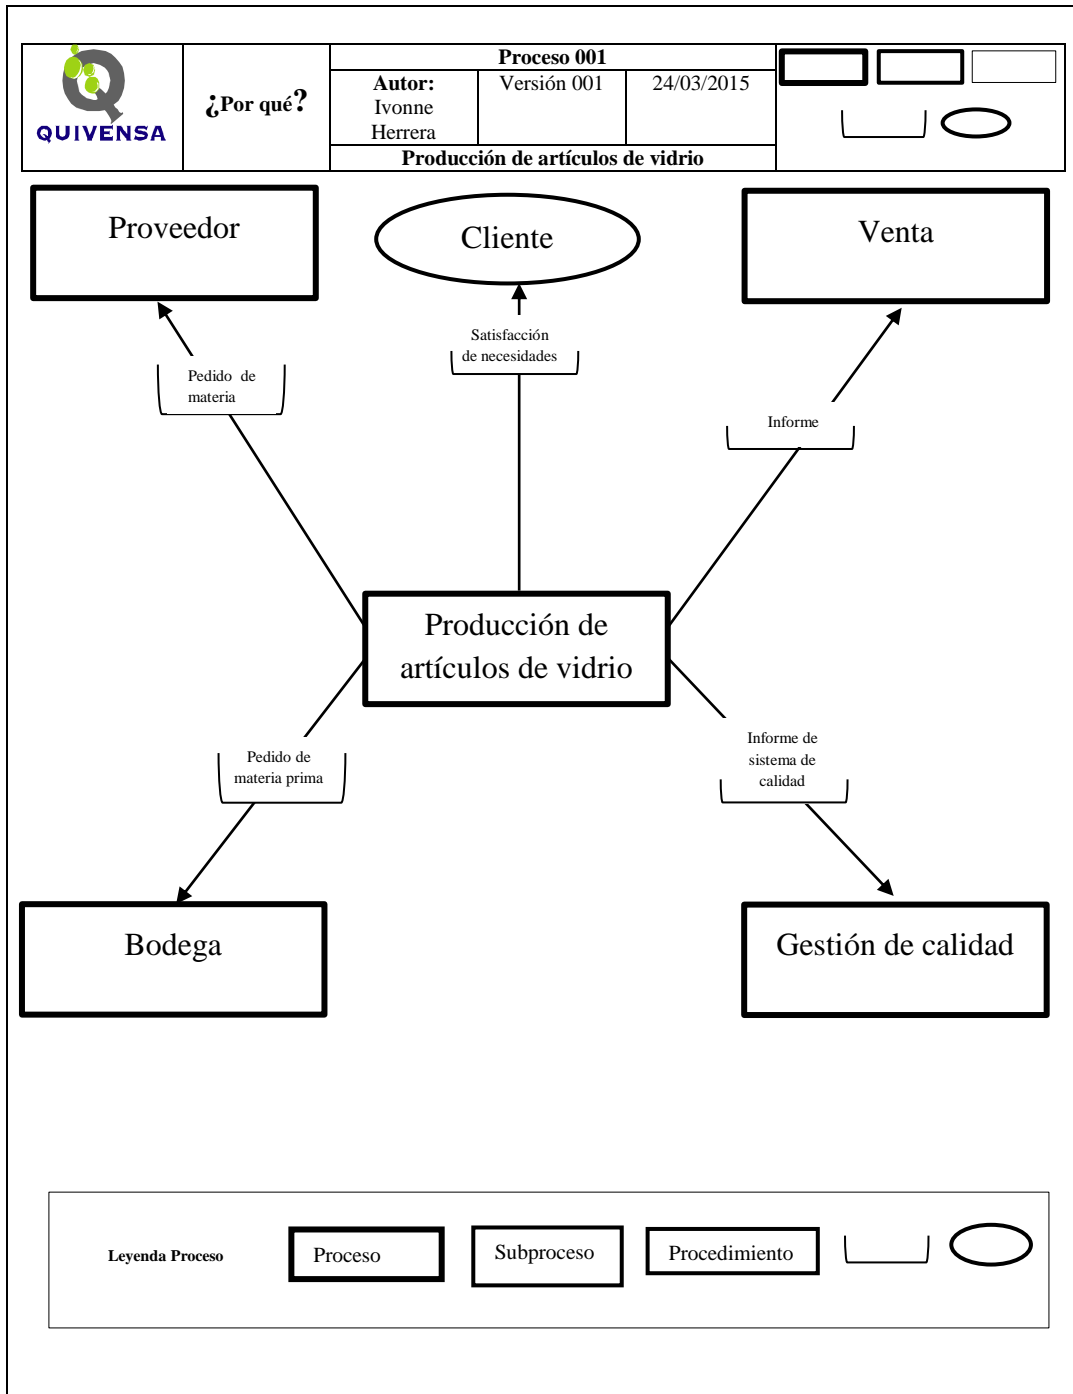 QUIVENSA
¿Por qué?
Proceso 001
Autor:
Ivonne
Herrera
Versión 001
24/03/2015
Producción de artículos de vidrio
Proveedor
Cliente
Venta
Satisfacción
de necesidades
Pedido de
materia
Informe
Producción de
artículos de vidrio
Pedido de
materia prima
Informe de
sistema de
calidad
Bodega
Gestión de calidad
Leyenda Proceso
Proceso
Subproceso
Procedimiento